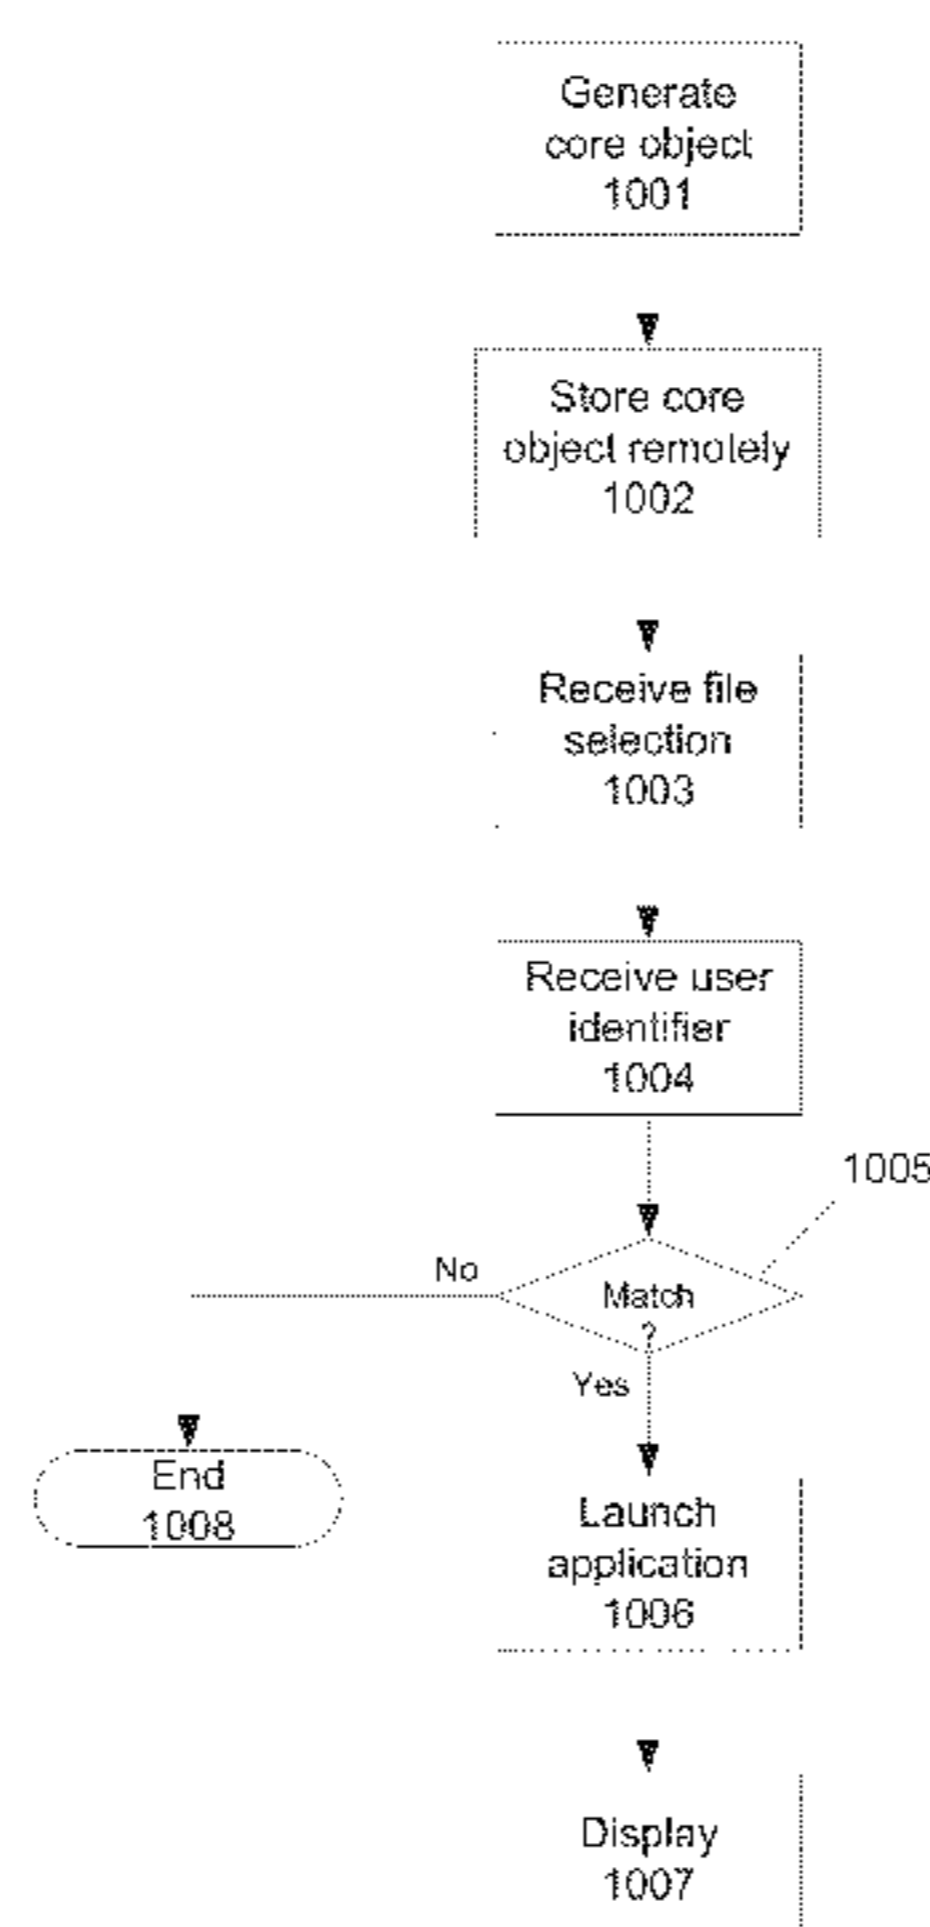 Generate
core object
1001
Store core
object remotely
1002
Receive file
selection
1003
Receive user
identifier
1004
1005
No
Match
?
Yes
End
1008
Launch
application
1006
Display
1007